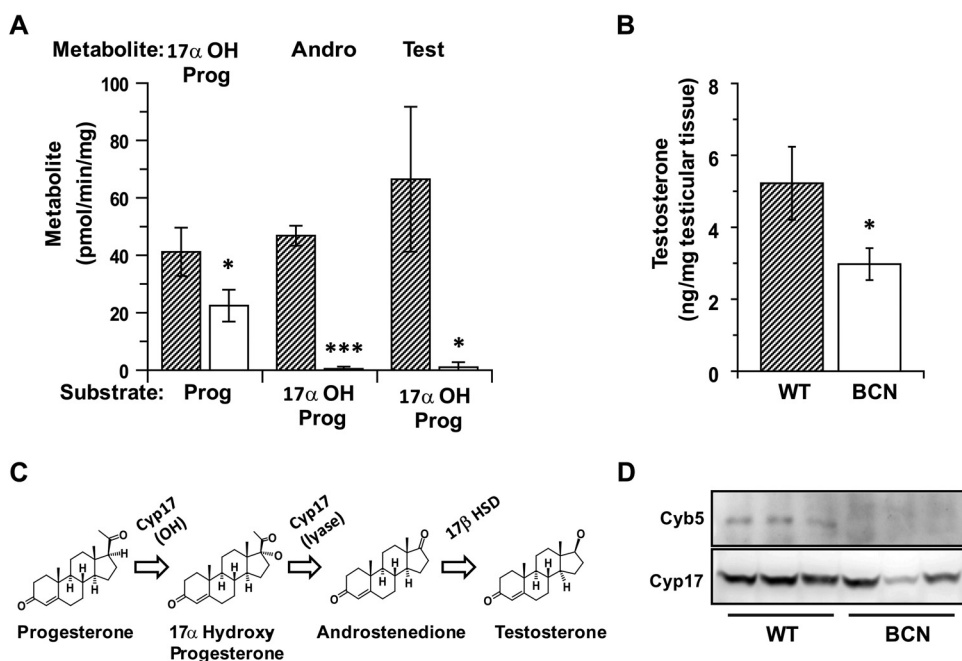 A
Metabolite: 17α OH Prog
Andro
Test
Metabolite
(pmol/min/mg)
100
80
60
40
20
0
*
***
*
Substrate:
Prog
17α OH
Prog
17α OH
Prog
B
Testosterone
(ng/mg testicular tissue)
8
6
4
2
0
*
WT
BCN
C
Cyp17
(OH)
Cyp17
(lyase)
17β HSD
O
H
H
H
H
O
O
O
H
H
H
O
O
H
H
H
O
O
H
H
H
O
Progesterone
17α Hydroxy
Progesterone
Androstenedione
Testosterone
D
Cyb5
Cyp17
WT
BCN